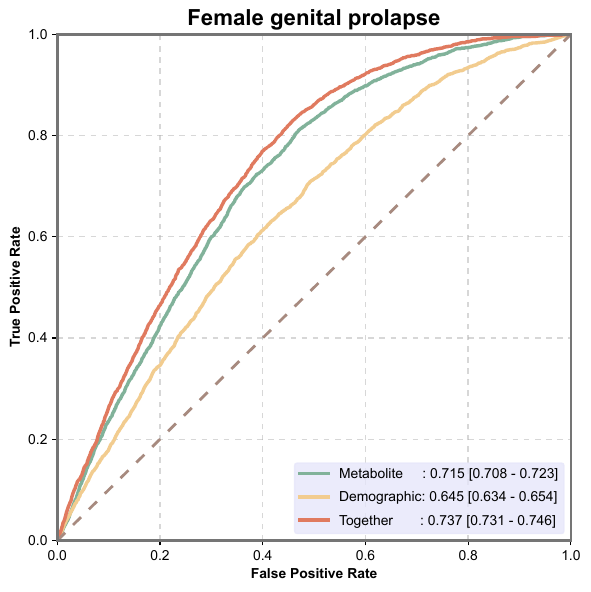 Female genital prolapse
1.0
0.8
0.6
0.4
0.2
0.0
True Positive Rate
Metabolite : 0.715 [0.708 - 0.723]
Demographic: 0.645 [0.634 - 0.654]
Together : 0.737 [0.731 - 0.746]
0.0 0.2 0.4 0.6 0.8 1.0
False Positive Rate